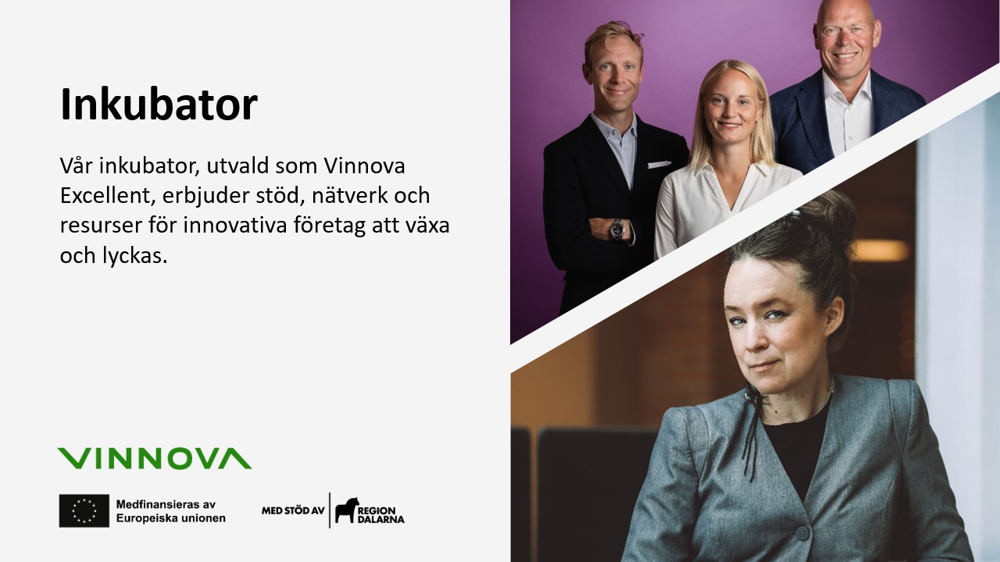 Inkubator
Vår inkubator, utvald som Vinnova
Excellent, erbjuder stöd, nätverk och
resurser för innovativa företag att växa
och lyckas.
VINNOVA
Medfinansieras av
Europeiska unionen
MED STÖD AV
REGION
DALARNA